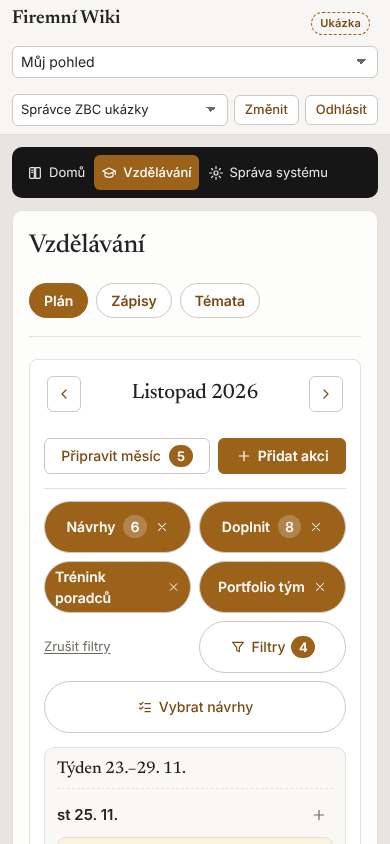 Firemní Wiki
Ukázka
Můj pohled
Správce ZBC ukázky
Změnit
Odhlásit
Domů
Vzdělávání
Správa systému
Vzdělávání
Plán
Zápisy
Témata
Listopad 2026
Připravit měsíc 5
Přidat akci
Návrhy 6
Doplnit 8
Trénink
poradců
Portfolio tým
Zrušit filtry
Filtry 4
Vybrat návrhy
Týden 23.–29. 11.
st 25. 11.